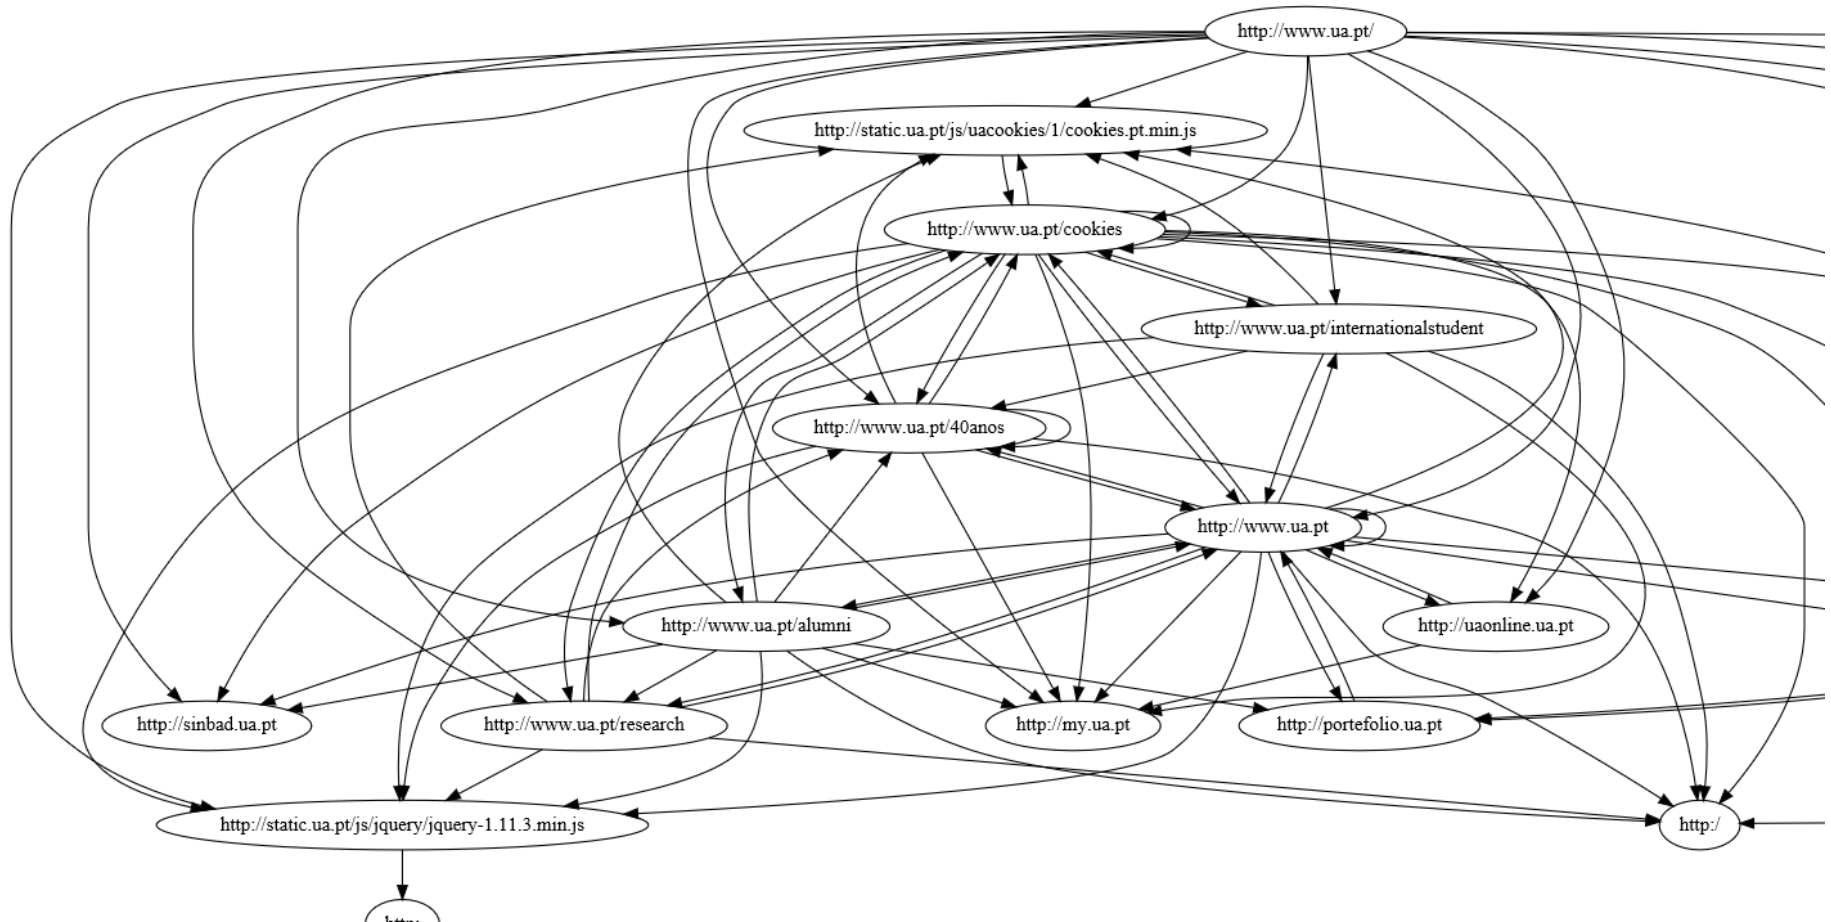 http://www.ua.pt/
http://static.ua.pt/js/uacookies/1/cookies.pt.min.js
http://www.ua.pt/cookies
http://www.ua.pt/internationalstudent
http://www.ua.pt/40anos
http://www.ua.pt
http://www.ua.pt/alumni
http://uaonline.ua.pt
http://sinbad.ua.pt
http://www.ua.pt/research
http://my.ua.pt
http://portefolio.ua.pt
http://static.ua.pt/js/jquery/jquery-1.11.3.min.js
http:/